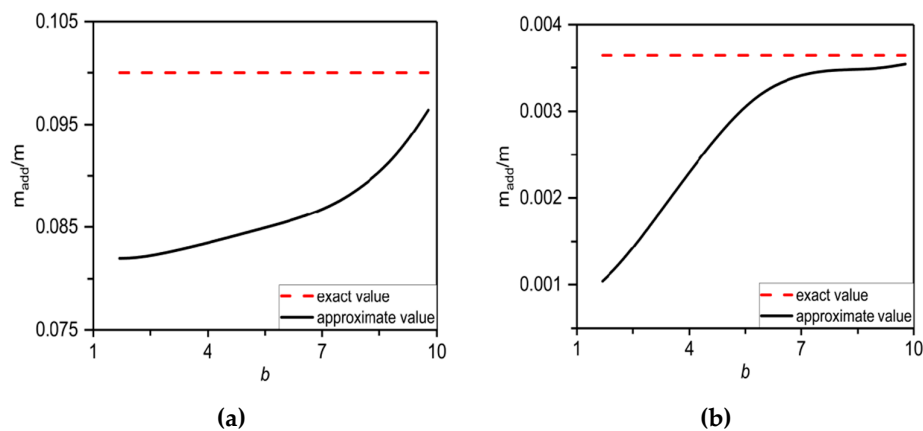 0.105
0.095
0.085
0.075
m_add/m
1
4
7
10
b
exact value
approximate value
(a)
0.004
0.003
0.002
0.001
m_add/m
1
4
7
10
b
exact value
approximate value
(b)